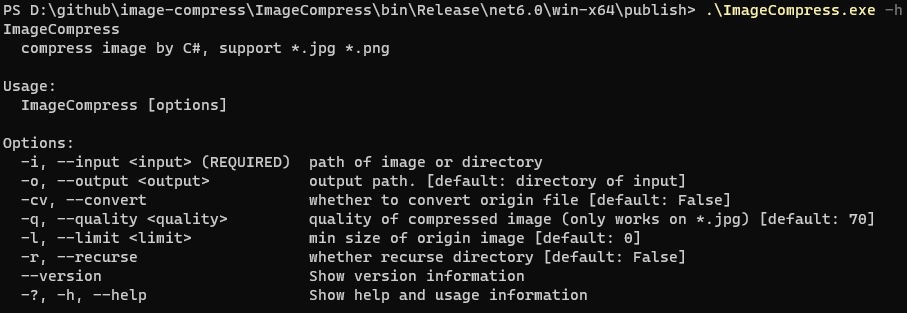 PS D:\github\image-compress\ImageCompress\bin\Release\net6.0\win-x64\publish> .\ImageCompress.exe -h
ImageCompress
  compress image by C#, support *.jpg *.png

Usage:
  ImageCompress [options]

Options:
  -i, --input <input> (REQUIRED)  path of image or directory
  -o, --output <output>           output path. [default: directory of input]
  -cv, --convert                  whether to convert origin file [default: False]
  -q, --quality <quality>         quality of compressed image (only works on *.jpg) [default: 70]
  -l, --limit <limit>             min size of origin image [default: 0]
  -r, --recurse                   whether recurse directory [default: False]
  --version                       Show version information
  -?, -h, --help                  Show help and usage information